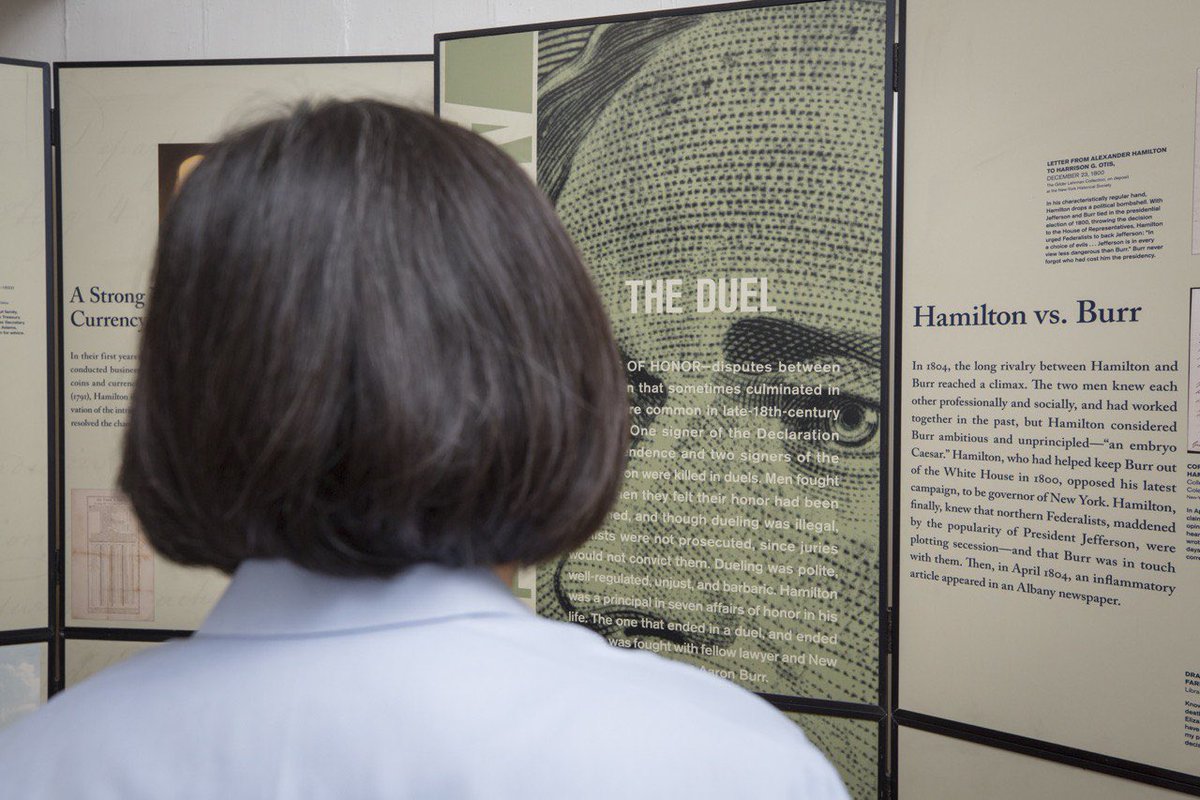 A Strong
Currency
In their first years
conducted business
coins and currenc
(1791), Hamilton i
vation of the intri
resolved the cha
THE DUEL
OF HONOR—disputes between
n that sometimes culminated in
re common in late-18th-century
One signer of the Declaration
ndence and two signers of the
on were killed in duels. Men fought
en they felt their honor had been
ed, and though dueling was illegal,
ists were not prosecuted, since juries
would not convict them. Dueling was polite,
well-regulated, unjust, and barbaric. Hamilton
was a principal in seven affairs of honor in his
life. The one that ended in a duel, and ended
was fought with fellow lawyer and New
Aaron Burr.
LETTER FROM ALEXANDER HAMILTON
TO HARRISON G. OTIS,
DECEMBER 23, 1800
The Gilder Lehrman Collection, on deposit
at the New-York Historical Society
In his characteristically regular hand,
Hamilton drops a political bombshell. With
Jefferson and Burr tied in the presidential
election of 1800, throwing the decision
to the House of Representatives, Hamilton
urged Federalists to back Jefferson: "In
a choice of evils . . . Jefferson is in every
view less dangerous than Burr." Burr never
forgot who had cost him the presidency.
Hamilton vs. Burr
In 1804, the long rivalry between Hamilton and
Burr reached a climax. The two men knew each
other professionally and socially, and had worked
together in the past, but Hamilton considered
Burr ambitious and unprincipled—"an embryo
Caesar." Hamilton, who had helped keep Burr out
of the White House in 1800, opposed his latest
campaign, to be governor of New York. Hamilton,
finally, knew that northern Federalists, maddened
by the popularity of President Jefferson, were
plotting secession—and that Burr was in touch
with them. Then, in April 1804, an inflammatory
article appeared in an Albany newspaper.